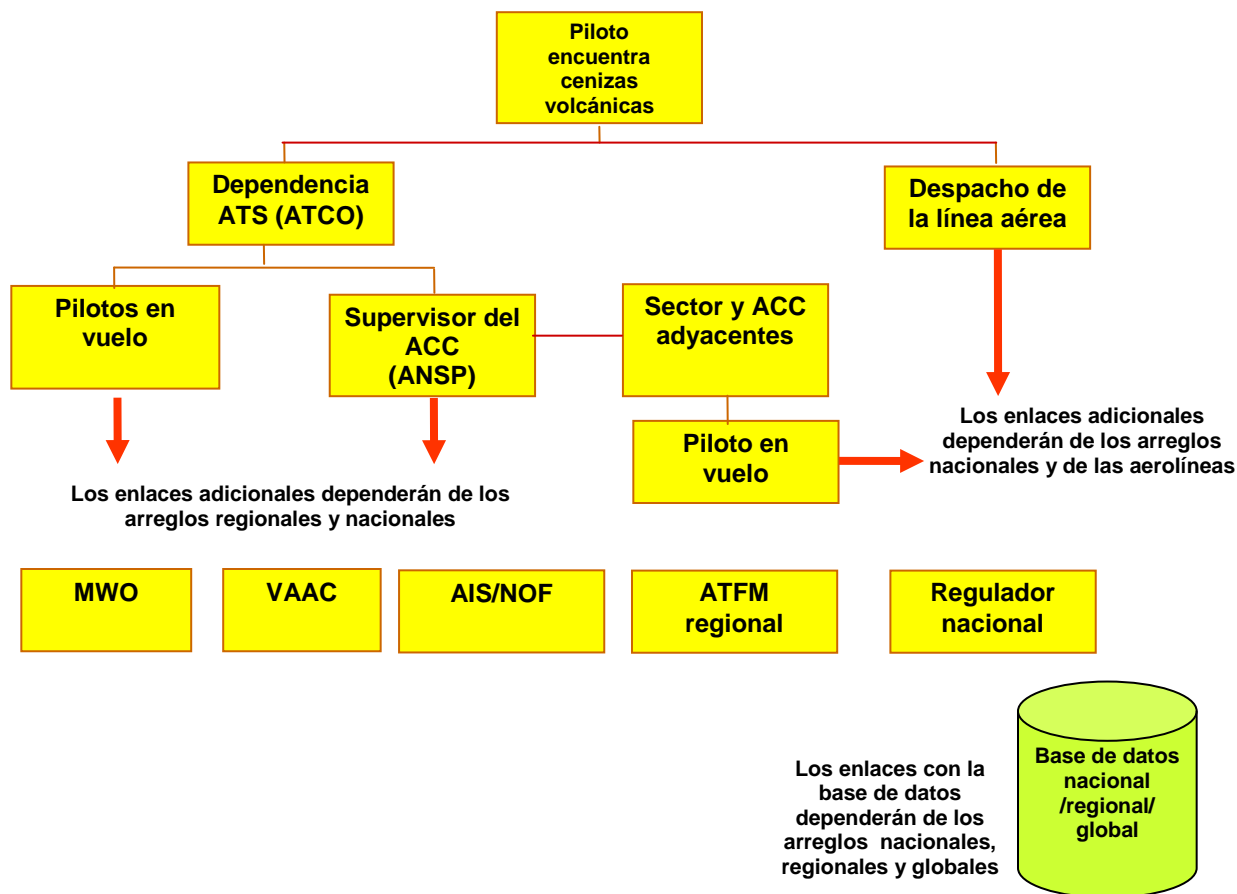 Piloto
encuentra
cenizas
volcánicas
Dependencia
ATS (ATCO)
Despacho de
la línea aérea
Pilotos en
vuelo
Supervisor del
ACC
(ANSP)
Sector y ACC
adyacentes
Piloto en
vuelo
Los enlaces adicionales
dependerán de los arreglos
nacionales y de las aerolíneas
Los enlaces adicionales dependerán de los
arreglos regionales y nacionales
MWO
VAAC
AIS/NOF
ATFM
regional
Regulador
nacional
Los enlaces con la
base de datos
dependerán de los
arreglos nacionales,
regionales y globales
Base de datos
nacional
/regional/
global